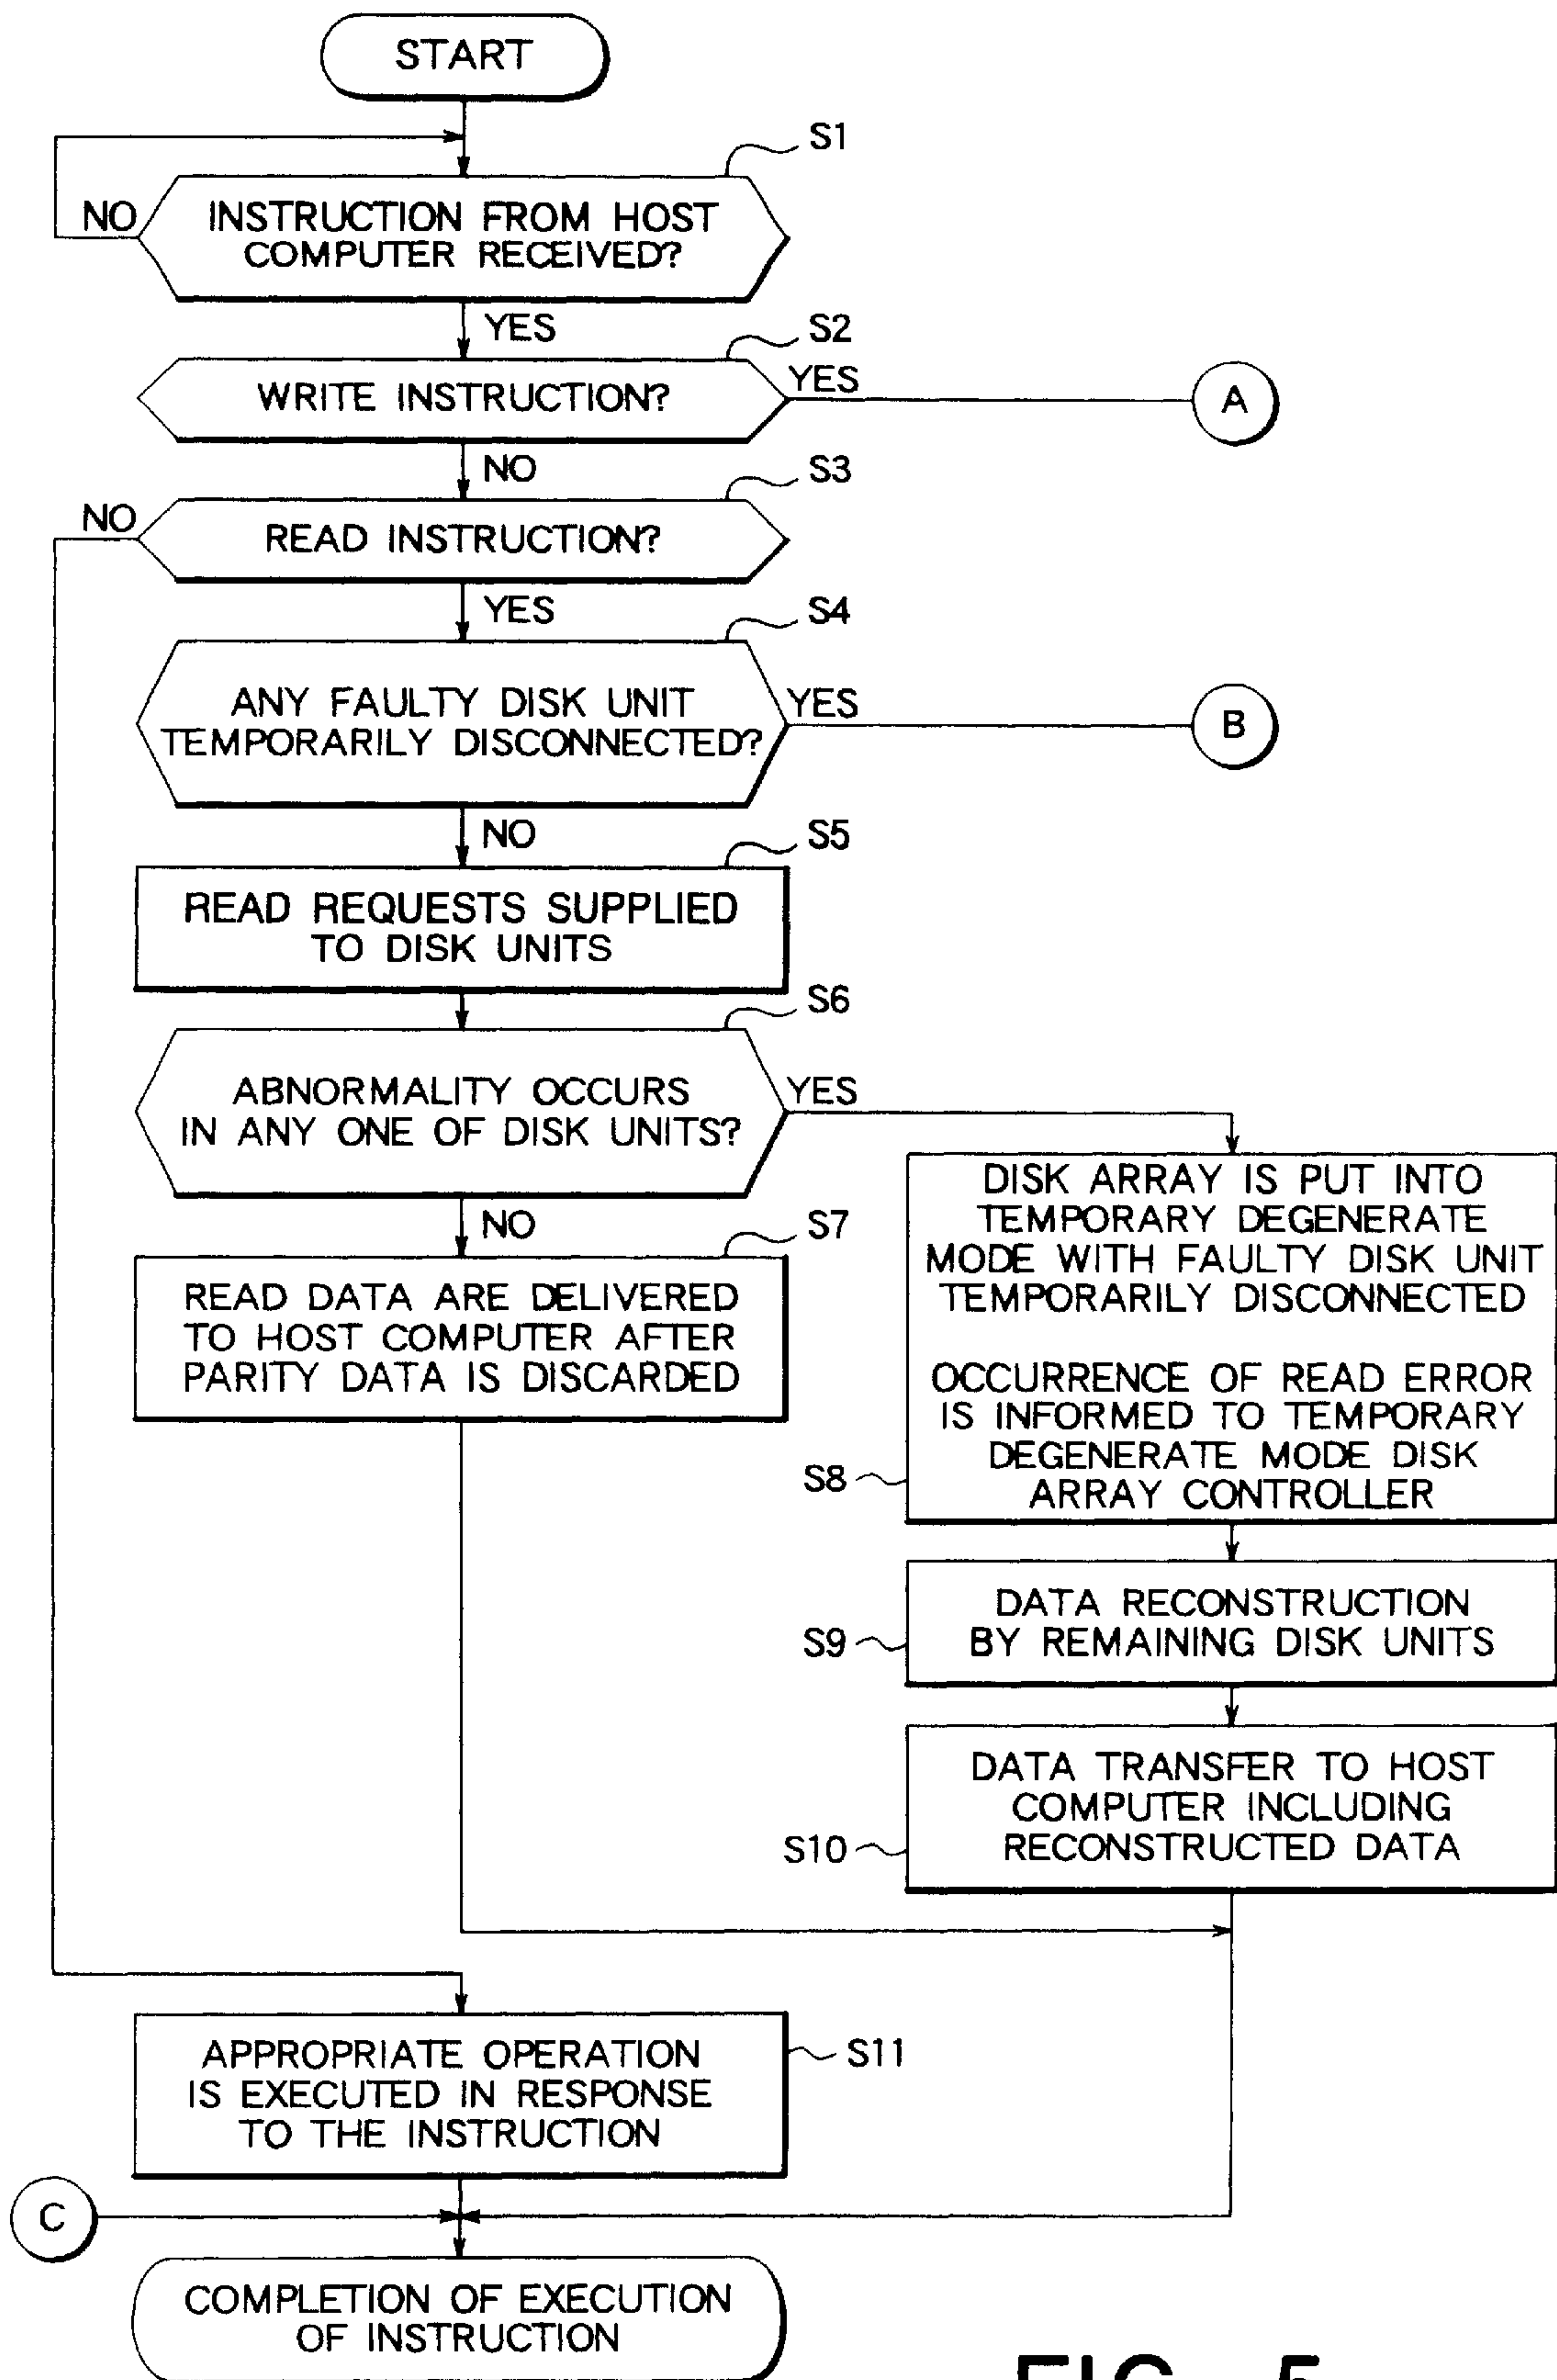 START
S1
NO
INSTRUCTION FROM HOST
COMPUTER RECEIVED?
YES
S2
WRITE INSTRUCTION?
YES
A
NO
S3
NO
READ INSTRUCTION?
YES
S4
ANY FAULTY DISK UNIT
TEMPORARILY DISCONNECTED?
YES
B
NO
S5
READ REQUESTS SUPPLIED
TO DISK UNITS
S6
ABNORMALITY OCCURS
IN ANY ONE OF DISK UNITS?
YES
NO
S7
READ DATA ARE DELIVERED
TO HOST COMPUTER AFTER
PARITY DATA IS DISCARDED
DISK ARRAY IS PUT INTO
TEMPORARY DEGENERATE
MODE WITH FAULTY DISK UNIT
TEMPORARILY DISCONNECTED
OCCURRENCE OF READ ERROR
IS INFORMED TO TEMPORARY
DEGENERATE MODE DISK
ARRAY CONTROLLER
S8
DATA RECONSTRUCTION
BY REMAINING DISK UNITS
S9
DATA TRANSFER TO HOST
COMPUTER INCLUDING
RECONSTRUCTED DATA
S10
APPROPRIATE OPERATION
IS EXECUTED IN RESPONSE
TO THE INSTRUCTION
S11
C
COMPLETION OF EXECUTION
OF INSTRUCTION
FIG. 5